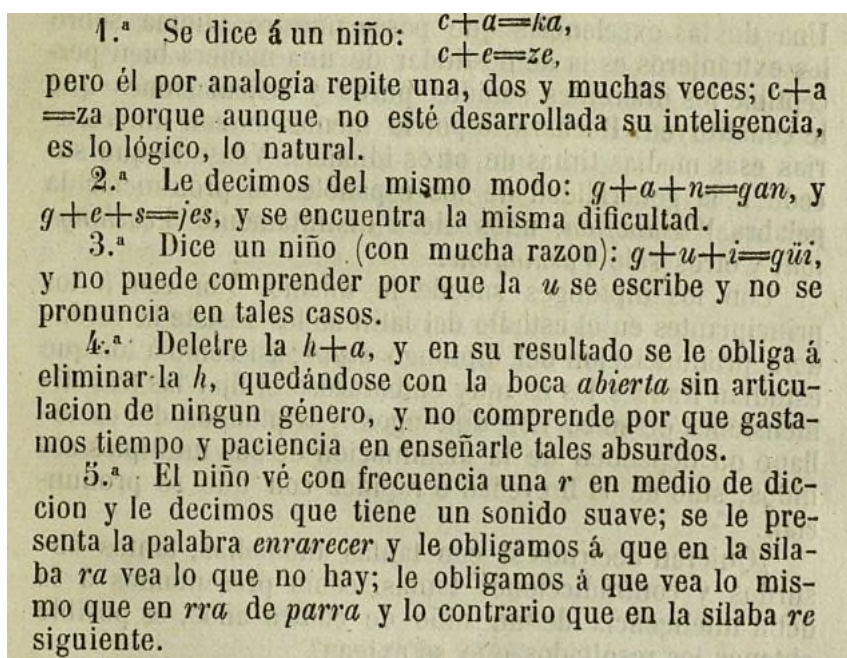 1.ª Se dice á un niño: c+a=ka,
c+e=ze,
pero él por analogía repite una, dos y muchas veces; c+a
=za porque aunque no esté desarrollada su inteligencia,
es lo lógico, lo natural.
2.ª Le decimos del mismo modo: g+a+n=gan, y
g+e+s=jes, y se encuentra la misma dificultad.
3.ª Dice un niño (con mucha razon): g+u+i=güi,
y no puede comprender por que la u se escribe y no se
pronuncia en tales casos.
4.ª Deletre la h+a, y en su resultado se le obliga á
eliminar la h, quedándose con la boca abierta sin articu-
lacion de ningun género, y no comprende por que gasta-
mos tiempo y paciencia en enseñarle tales absurdos.
5.ª El niño vé con frecuencia una r en medio de dic-
cion y le decimos que tiene un sonido suave; se le pre-
senta la palabra enrarecer y le obligamos á que en la síla-
ba ra vea lo que no hay; le obligamos á que vea lo mis-
mo que en rra de parra y lo contrario que en la sílaba re
siguiente.